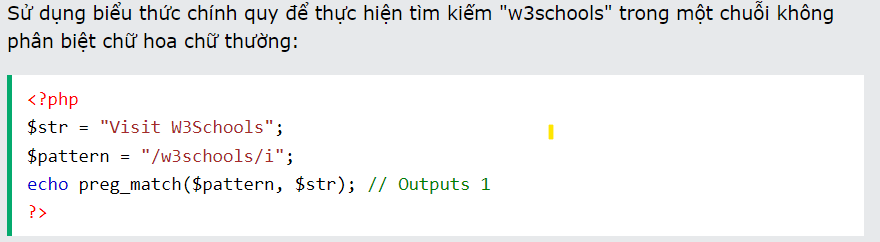 Sử dụng biểu thức chính quy để thực hiện tìm kiếm "w3schools" trong một chuỗi không
phân biệt chữ hoa chữ thường:
<?php
$str = "Visit W3Schools";
$pattern = "/w3schools/i";
echo preg_match($pattern, $str); // Outputs 1
?>